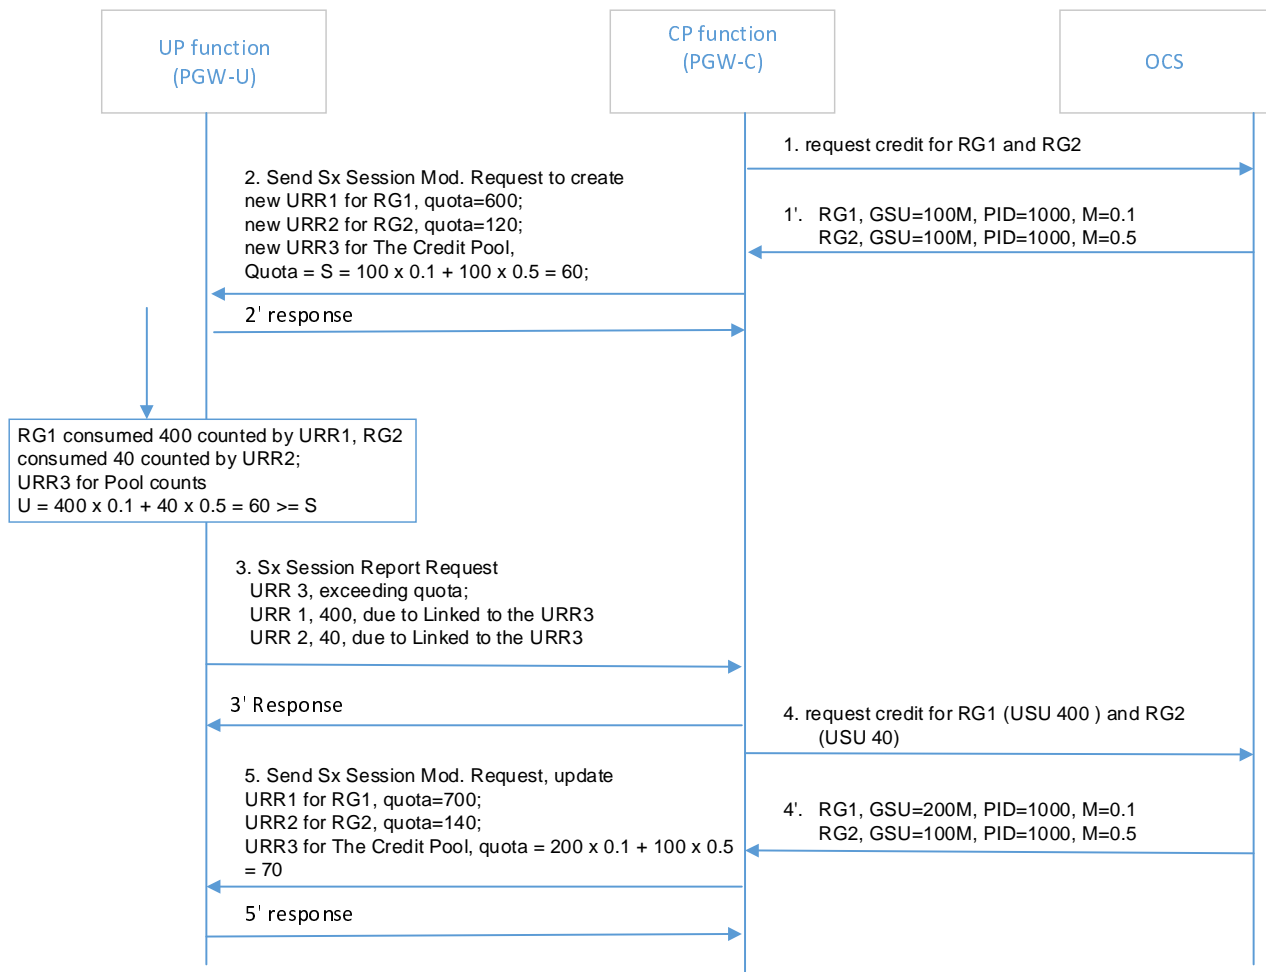 UP function
(PGW-U)
CP function
(PGW-C)
OCS
1. request credit for RG1 and RG2
2. Send Sx Session Mod. Request to create
new URR1 for RG1, quota=600;
new URR2 for RG2, quota=120;
new URR3 for The Credit Pool,
Quota = S = 100 x 0.1 + 100 x 0.5 = 60;
1'. RG1, GSU=100M, PID=1000, M=0.1
RG2, GSU=100M, PID=1000, M=0.5
2' response
RG1 consumed 400 counted by URR1, RG2
consumed 40 counted by URR2;
URR3 for Pool counts
U = 400 x 0.1 + 40 x 0.5 = 60 >= S
3. Sx Session Report Request
URR 3, exceeding quota;
URR 1, 400, due to Linked to the URR3
URR 2, 40, due to Linked to the URR3
3' Response
4. request credit for RG1 (USU 400 ) and RG2
(USU 40)
5. Send Sx Session Mod. Request, update
URR1 for RG1, quota=700;
URR2 for RG2, quota=140;
URR3 for The Credit Pool, quota = 200 x 0.1 + 100 x 0.5
= 70
4'. RG1, GSU=200M, PID=1000, M=0.1
RG2, GSU=100M, PID=1000, M=0.5
5' response